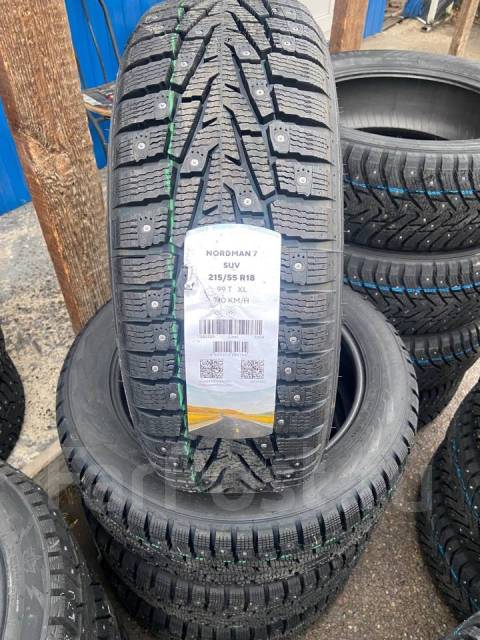 NORDMAN 7
SUV
215/55 R18
99 T XL
190 KM/H